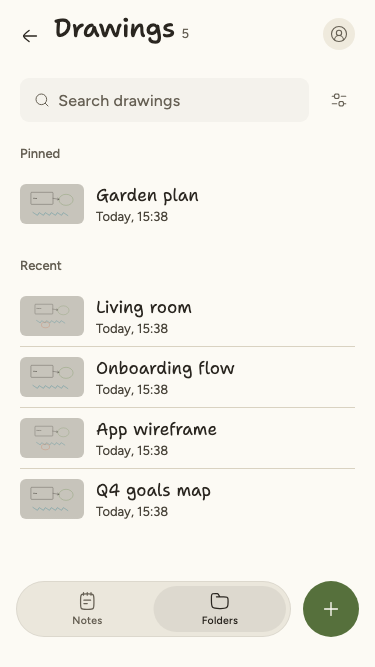 Drawings 5
Search drawings
Pinned
Garden plan
Today, 15:38
Recent
Living room
Today, 15:38
Onboarding flow
Today, 15:38
App wireframe
Today, 15:38
Q4 goals map
Today, 15:38
Notes
Folders